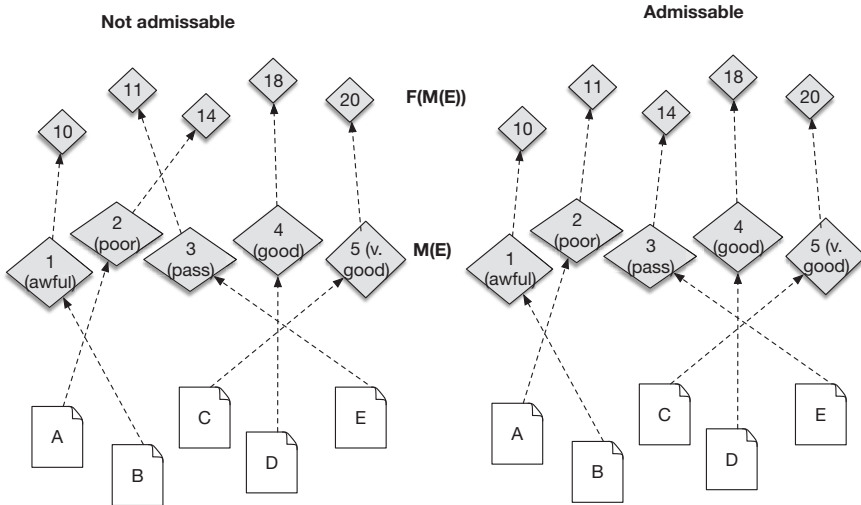 Not admissable
11
18
20
14
10
F(M(E))
2
(poor)
4
(good)
3
(pass)
5 (v.
good)
1
(awful)
M(E)
A
B
C
D
E
Admissable
18
11
20
14
10
2
(poor)
4
(good)
3
(pass)
5 (v.
good)
1
(awful)
A
B
C
D
E